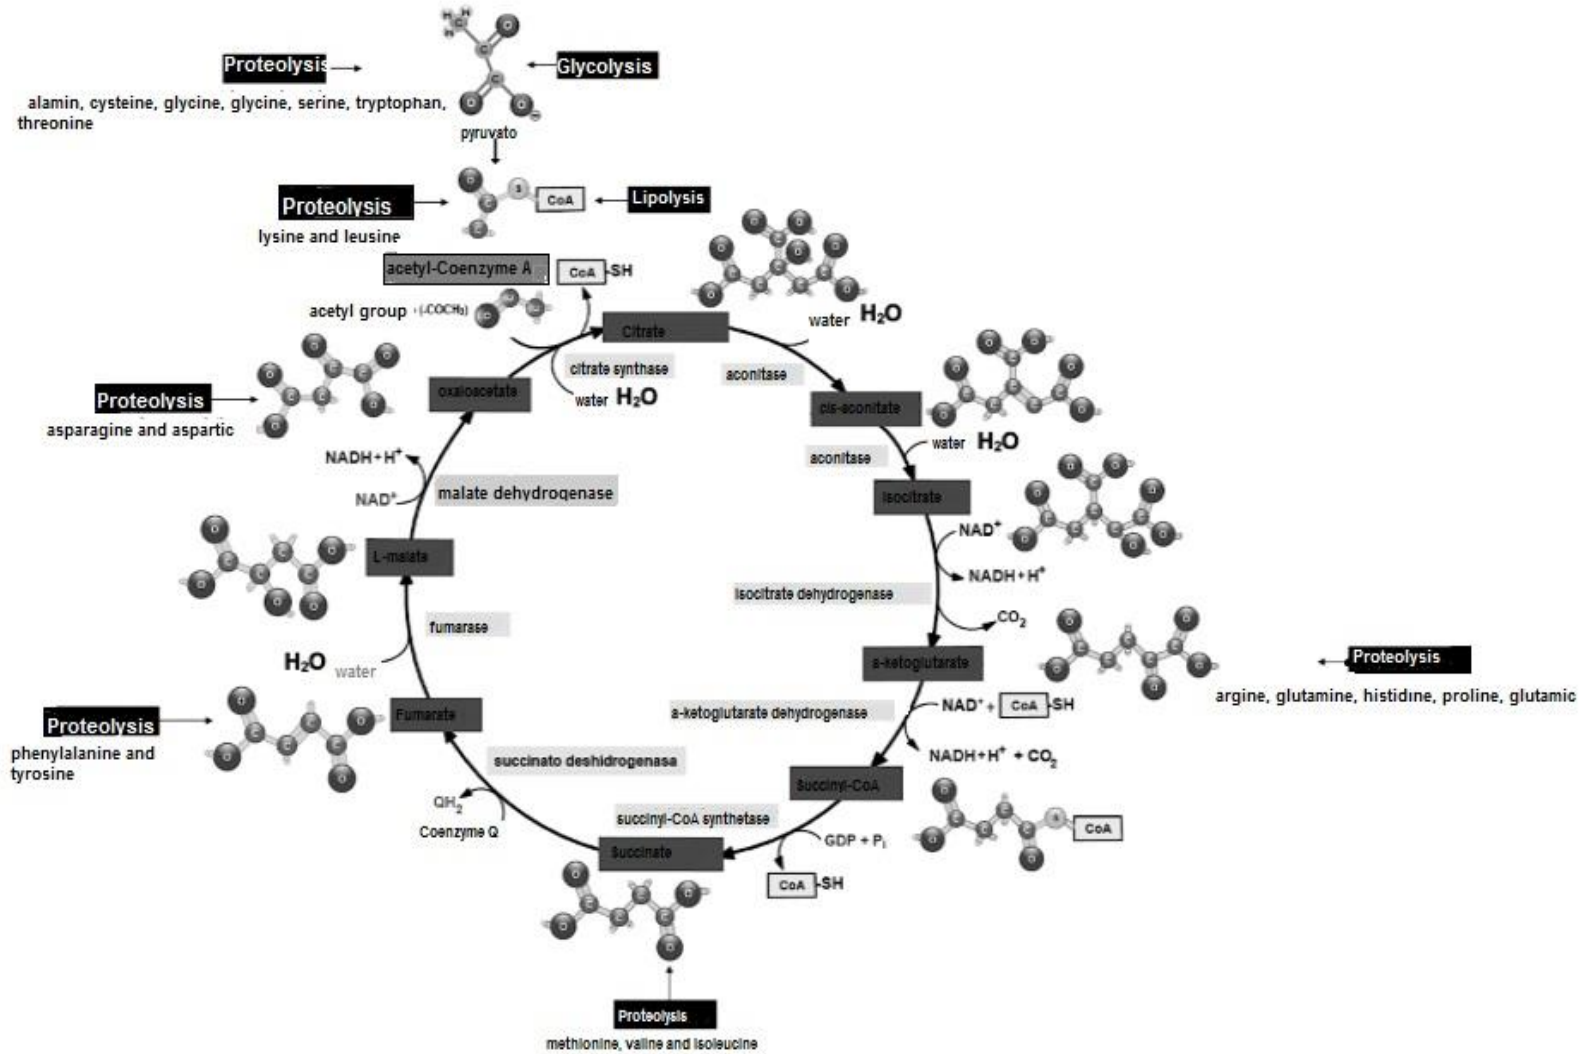 Proteolysis
Glycolysis
alamin, cysteine, glycine, glycine, serine, tryptophan,
threonine
pyruvato
Proteolysis
CoA
Lipolysis
lysine and leusine
acetyl-Coenzyme A
CoA -SH
acetyl group (-COCH3)
Citrate
water H2O
citrate synthase
water H2O
aconitase
oxaloacetate
cis-aconitate
Proteolysis
asparagine and aspartic
water H2O
aconitase
isocitrate
NADH+H+
NAD+
malate dehydrogenase
NAD+
NADH+H+
L-malate
isocitrate dehydrogenase
CO2
fumarase
H2O water
a-ketoglutarate
Proteolysis
argine, glutamine, histidine, proline, glutamic
Fumarate
a-ketoglutarate dehydrogenase
NAD+ + CoA -SH
Proteolysis
phenylalanine and
tyrosine
succinato deshidrogenasa
NADH+H+ + CO2
Succinyl-CoA
QH2
Coenzyme Q
succinyl-CoA synthetase
CoA
GDP + Pi
Succinate
CoA -SH
Proteolysis
methionine, valine and isoleucine